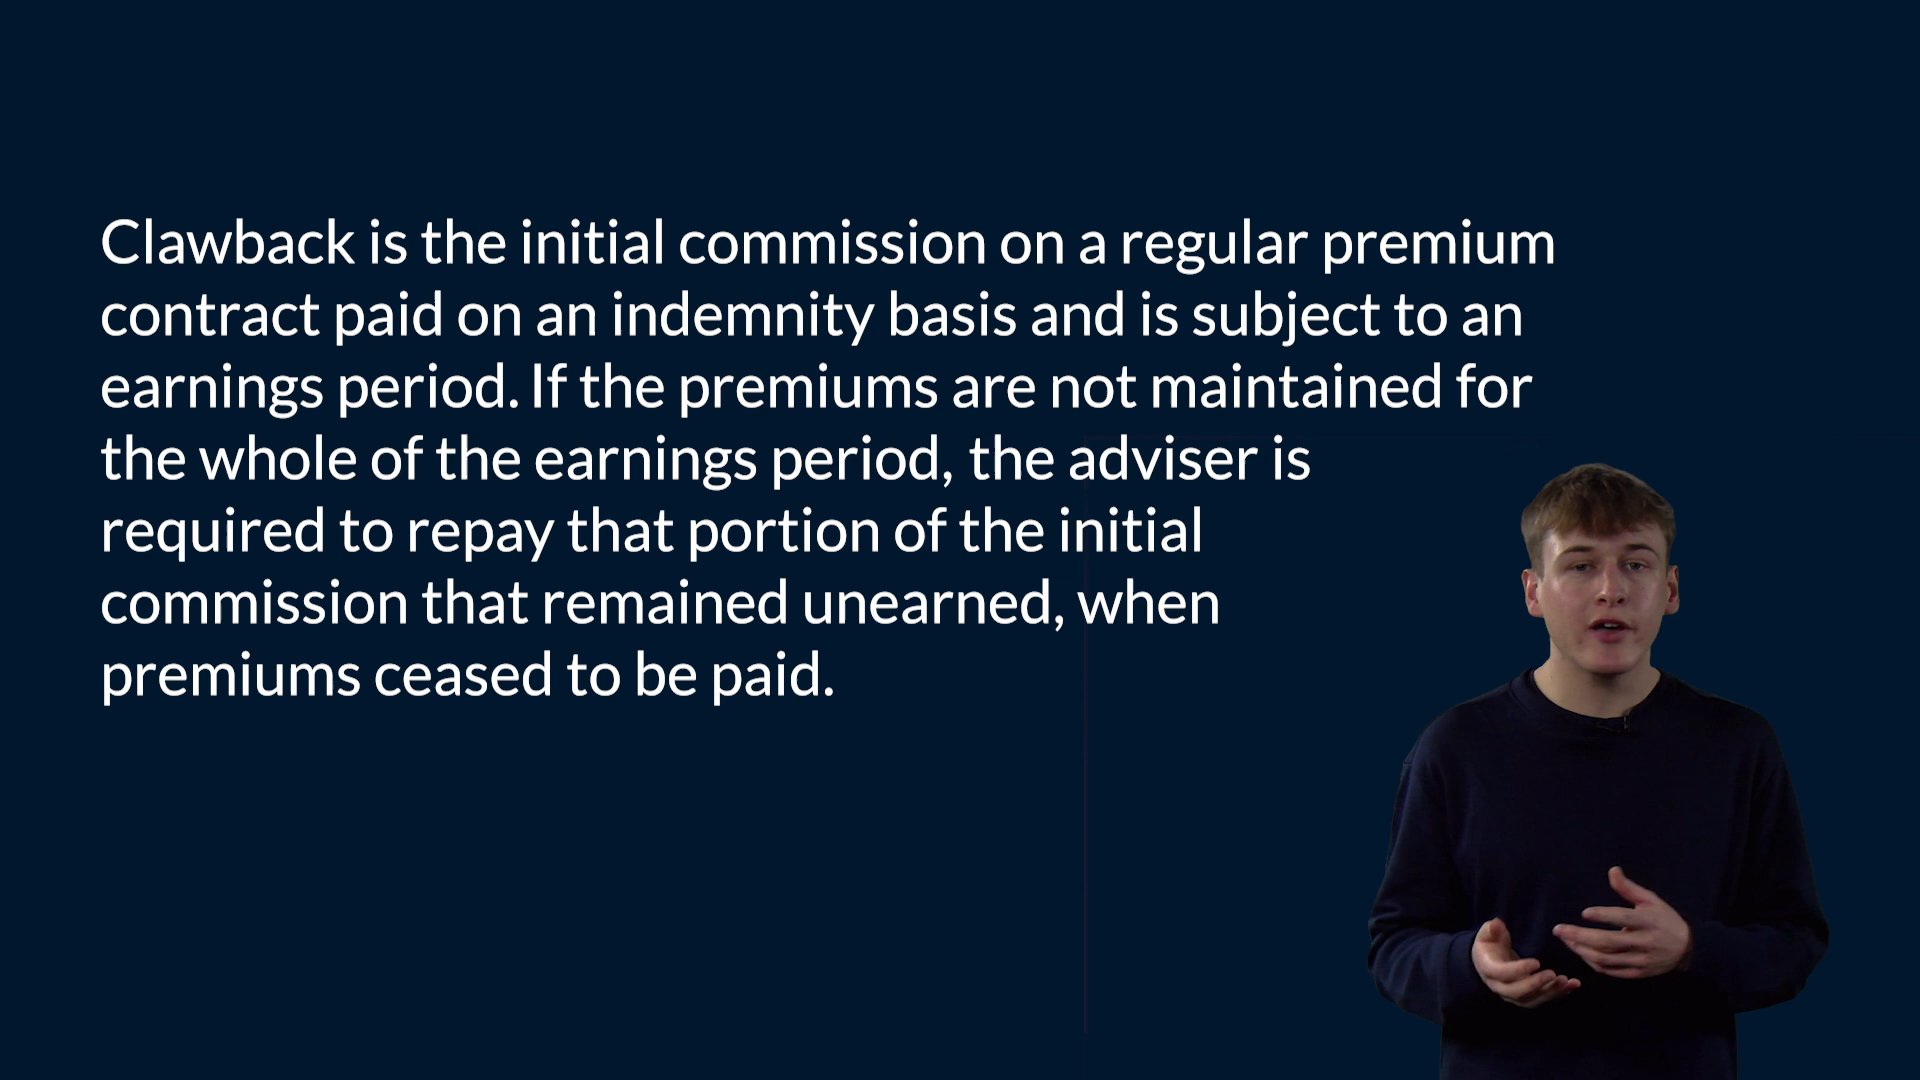 Clawback is the initial commission on a regular premium
contract paid on an indemnity basis and is subject to an
earnings period. If the premiums are not maintained for
the whole of the earnings period, the adviser is
required to repay that portion of the initial
commission that remained unearned, when
premiums ceased to be paid.